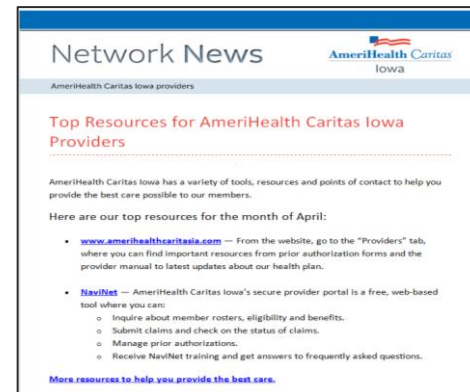 Network News
AmeriHealth Caritas
Iowa
AmeriHealth Caritas Iowa providers
Top Resources for AmeriHealth Caritas Iowa
Providers
AmeriHealth Caritas Iowa has a variety of tools, resources and points of contact to help you
provide the best care possible to our members.
Here are our top resources for the month of April:
• www.amerihealthcaritasia.com — From the website, go to the “Providers” tab,
where you can find important resources from prior authorization forms and the
provider manual to latest updates about our health plan.
• NaviNet — AmeriHealth Caritas Iowa's secure provider portal is a free, web-based
tool where you can:
o Inquire about member rosters, eligibility and benefits.
o Submit claims and check on the status of claims.
o Manage prior authorizations.
o Receive NaviNet training and get answers to frequently asked questions.
More resources to help you provide the best care.